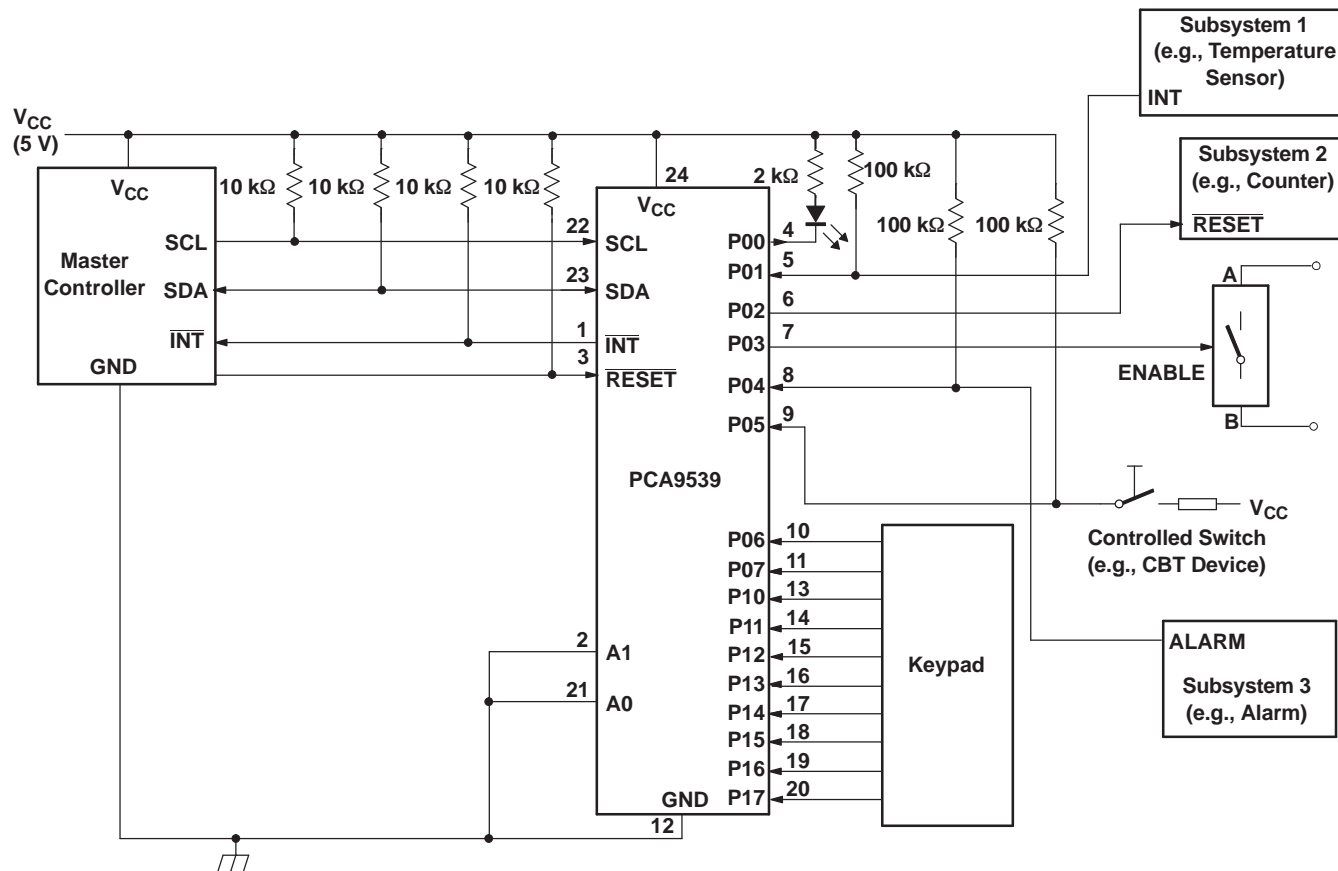 Subsystem 1
(e.g., Temperature
Sensor)
INT
VCC
(5 V)
Subsystem 2
(e.g., Counter)
RESET
VCC
10 kΩ
10 kΩ
10 kΩ
10 kΩ
24
VCC
2 kΩ
100 kΩ
100 kΩ
100 kΩ
Master
Controller
SCL
SDA
INT
GND
22
SCL
23
SDA
1
INT
3
RESET
P00
4
P01
5
P02
6
P03
7
P04
8
P05
9
A
ENABLE
B
PCA9539
VCC
Controlled Switch
(e.g., CBT Device)
P06
10
P07
11
P10
13
P11
14
P12
15
P13
16
P14
17
P15
18
P16
19
P17
20
Keypad
2
A1
21
A0
GND
12
ALARM
Subsystem 3
(e.g., Alarm)